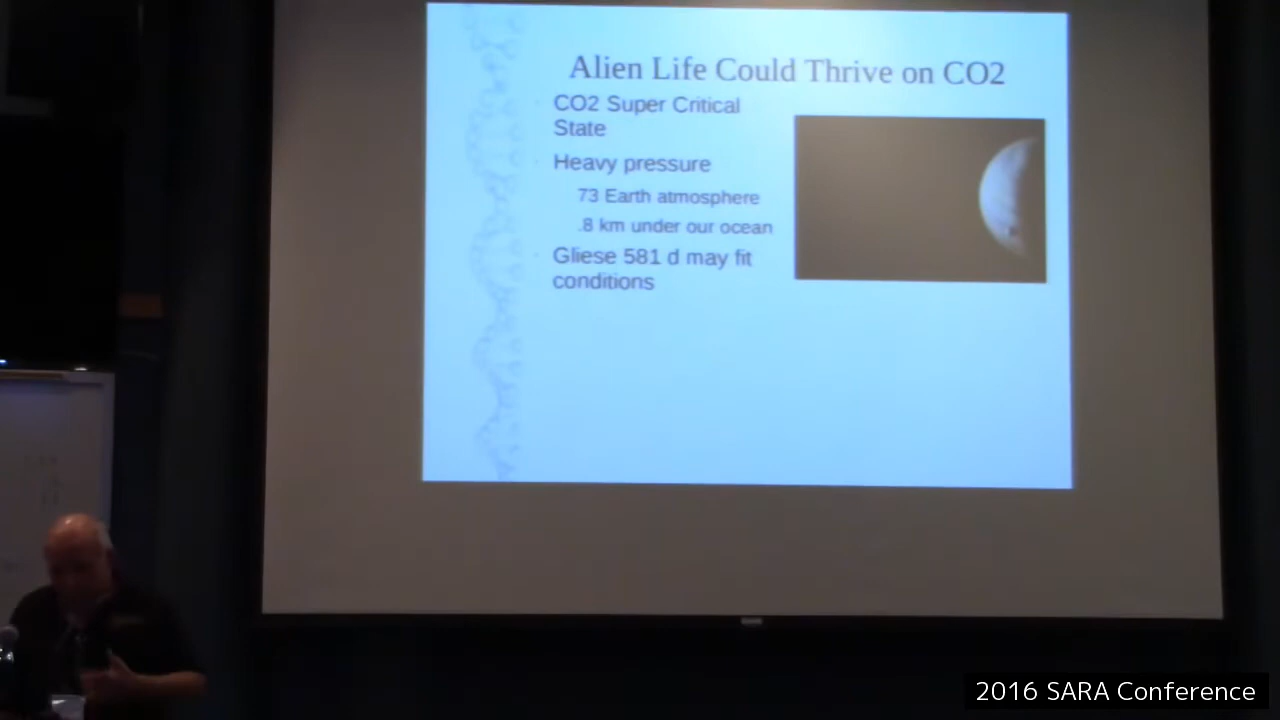 Alien Life Could Thrive on CO2
CO2 Super Critical
State
Heavy pressure
73 Earth atmosphere
.8 km under our ocean
Gliese 581 d may fit
conditions
2016 SARA Conference